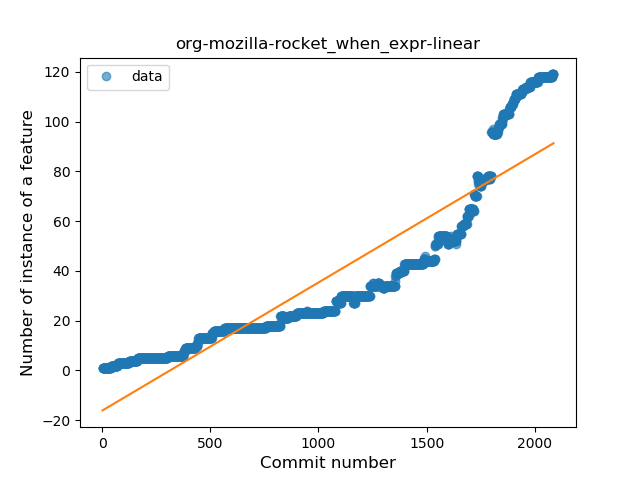 org-mozilla-rocket_when_expr-linear
data
Number of instance of a feature
120
100
80
60
40
20
0
−20
0 500 1000 1500 2000
Commit number